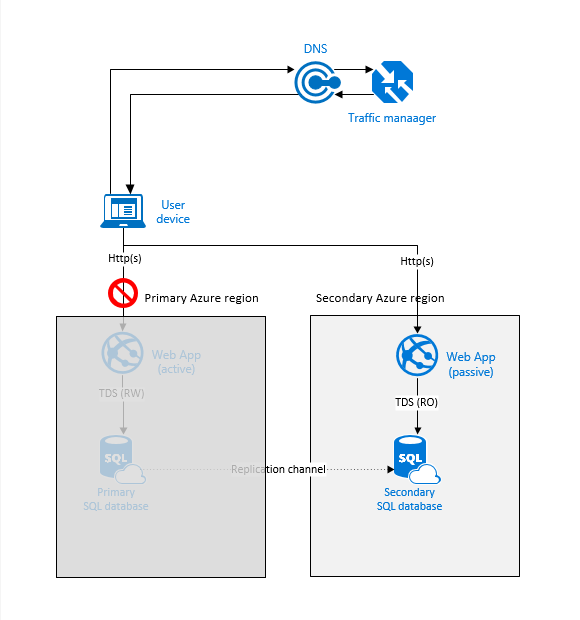 DNS
Traffic manaager
User
device
Http(s)
Http(s)
Primary Azure region
Secondary Azure region
Web App
(active)
Web App
(passive)
TDS (RW)
TDS (RO)
SQL
SQL
Replication channel
Primary
SQL database
Secondary
SQL database